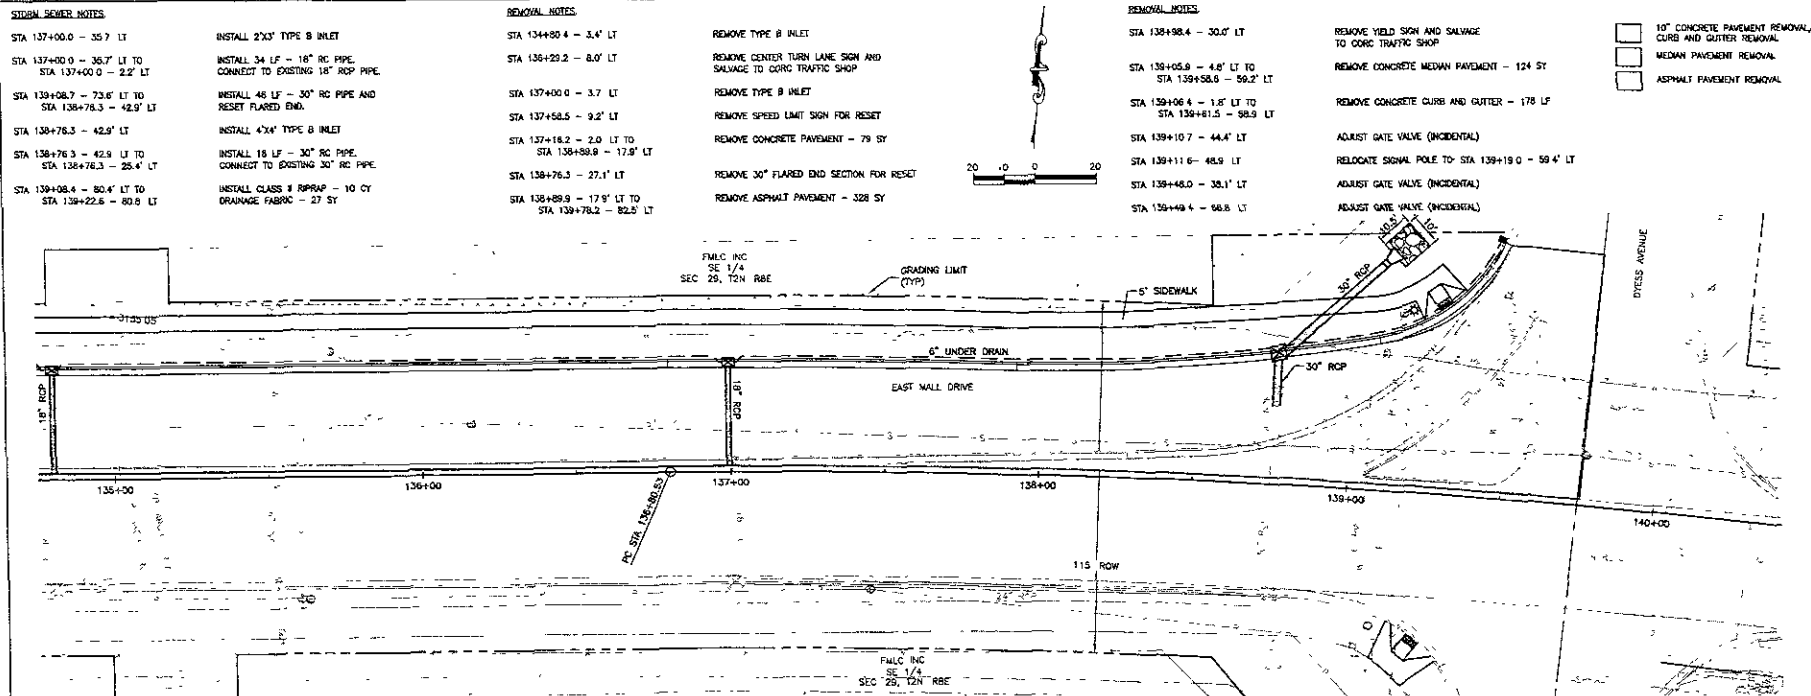 STORM SEWER NOTES
STA 137+00.0 - 35.7 LT INSTALL 2'X3' TYPE B INLET
STA 137+00.0 - 35.7' LT TO INSTALL 34 LF - 18" RC PIPE.
STA 137+00.0 - 2.2' LT CONNECT TO EXISTING 18" RCP PIPE.
STA 139+08.7 - 73.6' LT TO INSTALL 46 LF - 30" RC PIPE AND
STA 138+76.3 - 42.9' LT RESET FLARED END.
STA 138+76.3 - 42.9' LT INSTALL 4'X4' TYPE B INLET
STA 138+76.3 - 42.9 LT TO INSTALL 18 LF - 30" RC PIPE.
STA 138+76.3 - 25.4' LT CONNECT TO EXISTING 30" RC PIPE.
STA 139+08.4 - 80.4' LT TO INSTALL CLASS RIPRAP - 10 CY
STA 139+22.6 - 80.8 LT DRAINAGE FABRIC - 27 SY
REMOVAL NOTES
STA 134+80.4 - 3.4' LT REMOVE TYPE B INLET
STA 136+29.2 - 8.0' LT REMOVE CENTER TURN LANE SIGN AND
SALVAGE TO CORC TRAFFIC SHOP
STA 137+00.0 - 3.7 LT REMOVE TYPE B INLET
STA 137+58.5 - 9.2' LT REMOVE SPEED LIMIT SIGN FOR RESET
STA 137+18.2 - 2.0 LT TO REMOVE CONCRETE PAVEMENT - 79 SY
STA 138+89.9 - 17.9' LT
STA 138+76.3 - 27.1' LT REMOVE 30" FLARED END SECTION FOR RESET
STA 138+89.9 - 17.9' LT TO REMOVE ASPHALT PAVEMENT - 328 SY
STA 139+78.2 - 82.5' LT
REMOVAL NOTES
STA 138+98.4 - 30.0' LT REMOVE YIELD SIGN AND SALVAGE
TO CORC TRAFFIC SHOP
STA 139+05.9 - 4.8' LT TO REMOVE CONCRETE MEDIAN PAVEMENT - 124 SY
STA 139+58.8 - 59.2' LT
STA 139+06.4 - 1.8' LT TO REMOVE CONCRETE CURB AND GUTTER - 178 LF
STA 139+61.5 - 58.9 LT
STA 139+10.7 - 44.4' LT ADJUST GATE VALVE (INCIDENTAL)
STA 139+11.6 - 48.9 LT RELOCATE SIGNAL POLE TO STA 139+19.0 - 59.4' LT
STA 139+48.0 - 38.1' LT ADJUST GATE VALVE (INCIDENTAL)
STA 139+49.4 - 66.8 LT ADJUST GATE VALVE (INCIDENTAL)
10" CONCRETE PAVEMENT REMOVAL,
CURB AND GUTTER REMOVAL
MEDIAN PAVEMENT REMOVAL
ASPHALT PAVEMENT REMOVAL
20 10 0 20
FMLC INC
SE 1/4
SEC 29, T2N R8E
GRADING LIMIT
(TYP)
5' SIDEWALK
30" RCP
10.5'
10'
DYESS AVENUE
3135.05
6" UNDER DRAIN
EAST MALL DRIVE
18" RCP
18" RCP
30" RCP
135+00
136+00
137+00
138+00
139+00
140+00
PC STA 136+80.53
115 ROW
FMLC INC
SE 1/4
SEC 29, T2N R8E